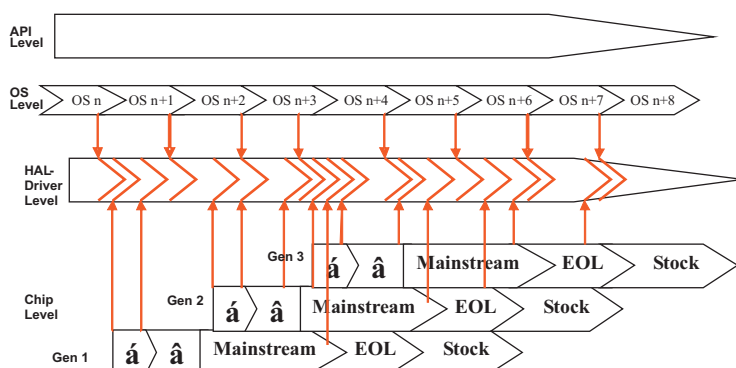 API
Level
OS
Level
OS n
OS n+1
OS n+2
OS n+3
OS n+4
OS n+5
OS n+6
OS n+7
OS n+8
HAL-
Driver
Level
Gen 3
á
â
Mainstream
EOL
Stock
Chip
Level
Gen 2
á
â
Mainstream
EOL
Stock
Gen 1
á
â
Mainstream
EOL
Stock